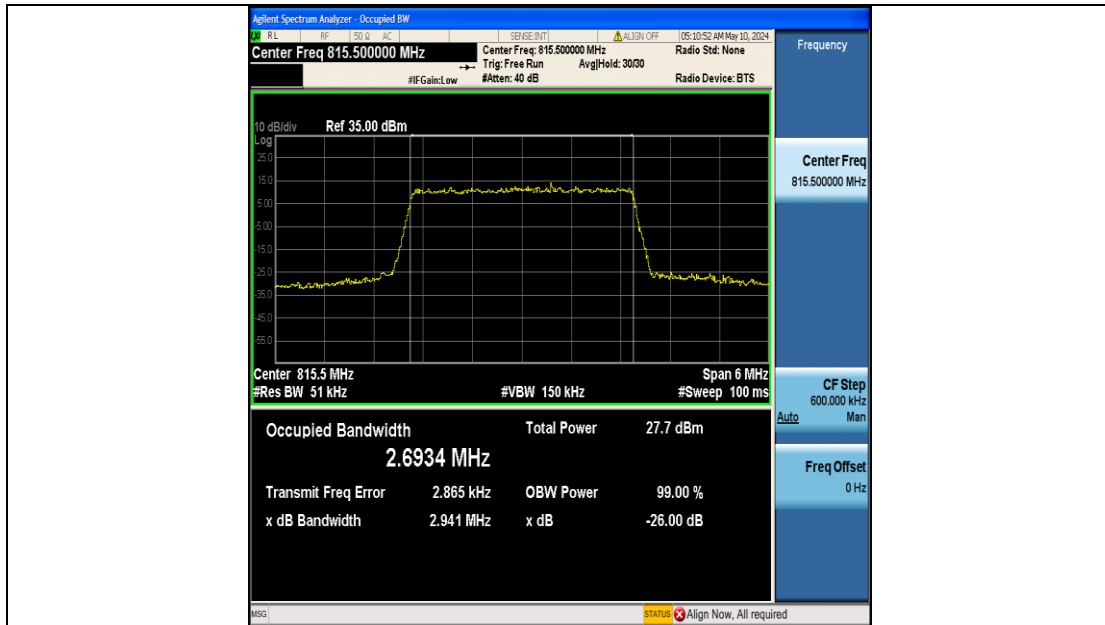 Agilent Spectrum Analyzer - Occupied BW
RL RF 50 Ω AC SENSE:INT ALIGN OFF 05:10:52 AM May 10, 2024
Center Freq 815.500000 MHz
Center Freq: 815.500000 MHz Radio Std: None
Trig: Free Run Avg|Hold: 30/30
#IFGain:Low #Atten: 40 dB Radio Device: BTS
10 dB/div Ref 35.00 dBm
Log
25.0
15.0
5.00
-5.00
-15.0
-25.0
-35.0
-45.0
-55.0
Center 815.5 MHz Span 6 MHz
#Res BW 51 kHz #VBW 150 kHz #Sweep 100 ms
Occupied Bandwidth Total Power 27.7 dBm
2.6934 MHz
Transmit Freq Error 2.865 kHz OBW Power 99.00 %
x dB Bandwidth 2.941 MHz x dB -26.00 dB
MSG STATUS Align Now, All required
Frequency
Center Freq
815.500000 MHz
CF Step
600.000 kHz
Auto Man
Freq Offset
0 Hz